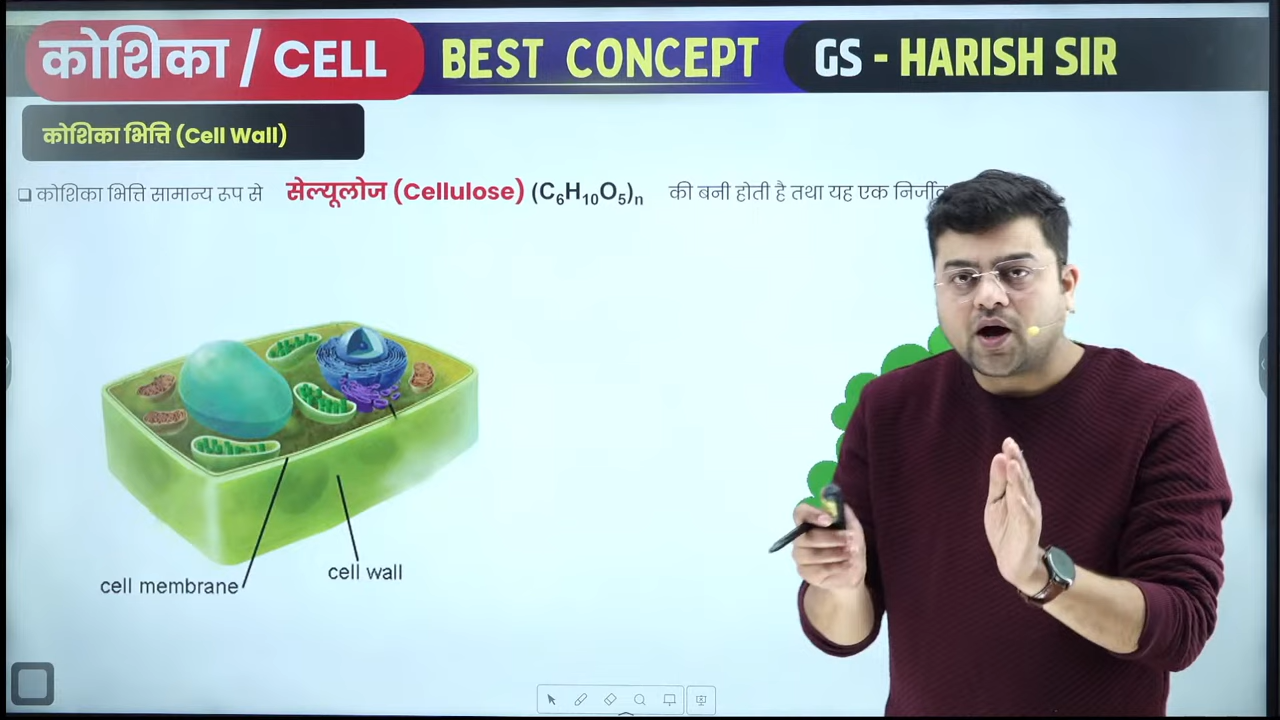 कोशिका / CELL BEST CONCEPT GS - HARISH SIR
कोशिका भित्ति (Cell Wall)
कोशिका भित्ति सामान्य रूप से सेल्यूलोज (Cellulose) (C₆H₁₀O₅)ₙ की बनी होती है तथा यह एक
cell membrane
cell wall